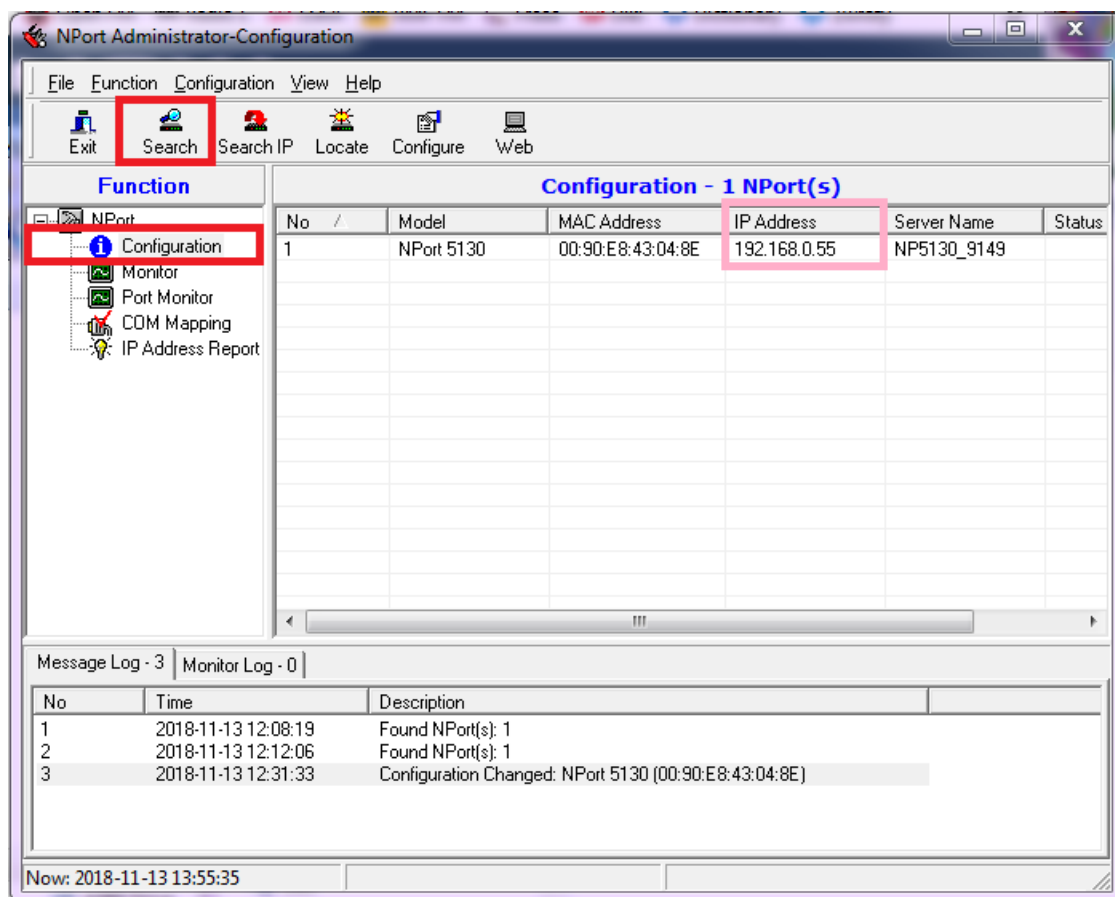 NPort Administrator-Configuration
File Function Configuration View Help
Exit Search Search IP Locate Configure Web
Function
Configuration - 1 NPort(s)
NPort
Configuration
Monitor
Port Monitor
COM Mapping
IP Address Report
No Model MAC Address IP Address Server Name Status
1 NPort 5130 00:90:E8:43:04:8E 192.168.0.55 NP5130_9149
Message Log - 3 Monitor Log - 0
No Time Description
1 2018-11-13 12:08:19 Found NPort(s): 1
2 2018-11-13 12:12:06 Found NPort(s): 1
3 2018-11-13 12:31:33 Configuration Changed: NPort 5130 (00:90:E8:43:04:8E)
Now: 2018-11-13 13:55:35